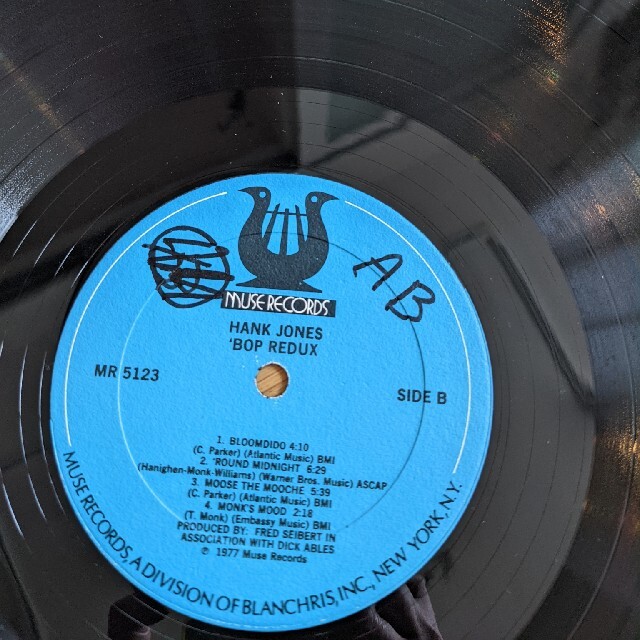 AB
MUSE RECORDS
HANK JONES
'BOP REDUX
MR 5123
SIDE B
1. BLOOMDIDO 4:10
(C. Parker) (Atlantic Music) BMI
2. 'ROUND MIDNIGHT 6:29
(Hanighen-Monk-Williams) (Warner Bros. Music) ASCAP
3. MOOSE THE MOOCHE 5:39
(C. Parker) (Atlantic Music) BMI
4. MONK'S MOOD 2:18
(T. Monk) (Embassy Music) BMI
PRODUCED BY: FRED SEIBERT IN
ASSOCIATION WITH DICK ABLES
℗ 1977 Muse Records
MUSE RECORDS, A DIVISION OF BLANCHRIS, INC., NEW YORK, N.Y.